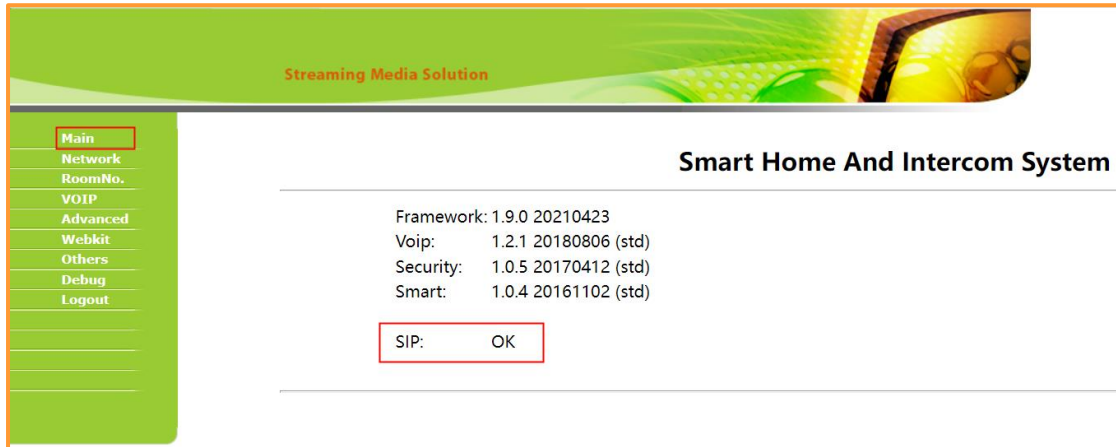 Streaming Media Solution
Main
Network
RoomNo.
VOIP
Advanced
Webkit
Others
Debug
Logout
Smart Home And Intercom System
Framework: 1.9.0 20210423
Voip: 1.2.1 20180806 (std)
Security: 1.0.5 20170412 (std)
Smart: 1.0.4 20161102 (std)
SIP: OK